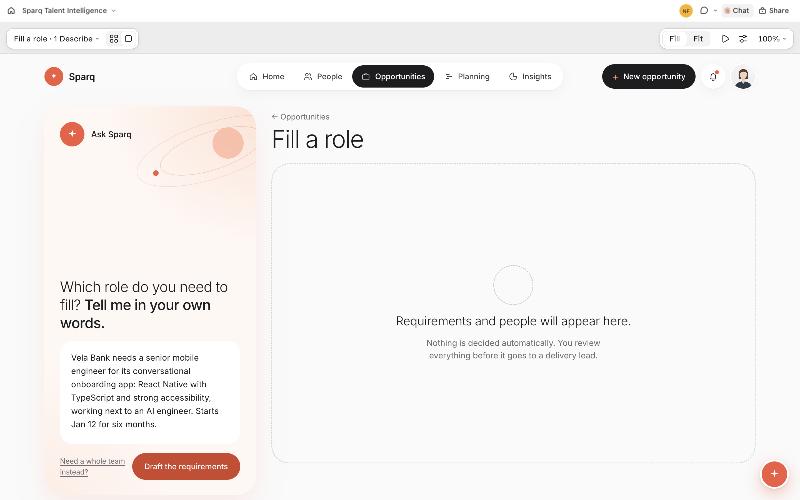 Sparq Talent Intelligence
NF
Chat
Share
Fill a role · 1 Describe
Fill
Fit
100%
Sparq
Home
People
Opportunities
Planning
Insights
+ New opportunity
Ask Sparq
← Opportunities
Fill a role
Which role do you need to
fill? Tell me in your own
words.
Vela Bank needs a senior mobile
engineer for its conversational
onboarding app: React Native with
TypeScript and strong accessibility,
working next to an AI engineer. Starts
Jan 12 for six months.
Need a whole team
instead?
Draft the requirements
Requirements and people will appear here.
Nothing is decided automatically. You review
everything before it goes to a delivery lead.